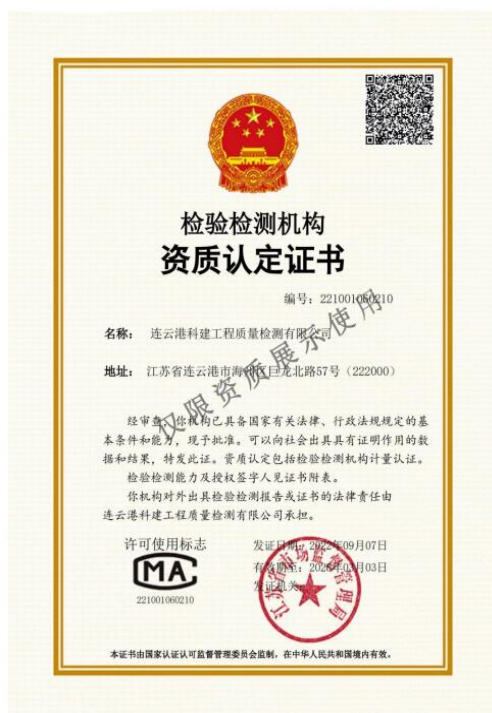 检验检测机构
资质认定证书
编号：221001060210
名称： 连云港科建工程质量检测有限公司
地址： 江苏省连云港市海州区巨龙北路57号（222000）
经审查，你机构已具备国家有关法律、行政法规规定的基
本条件和能力，现予批准。可以向社会出具具有证明作用的数
据和结果，特发此证。资质认定包括检验检测机构计量认证。
检验检测能力及授权签字人见证书附表。
你机构对外出具检验检测报告或证书的法律责任由
连云港科建工程质量检测有限公司承担。
许可使用标志
MA
221001060210
发证日期：2022年09月07日
有效期至：
发证机关：
江苏省市场监督管理局
本证书由国家认证认可监督管理委员会监制，在中华人民共和国境内有效。
仅限资质展示使用